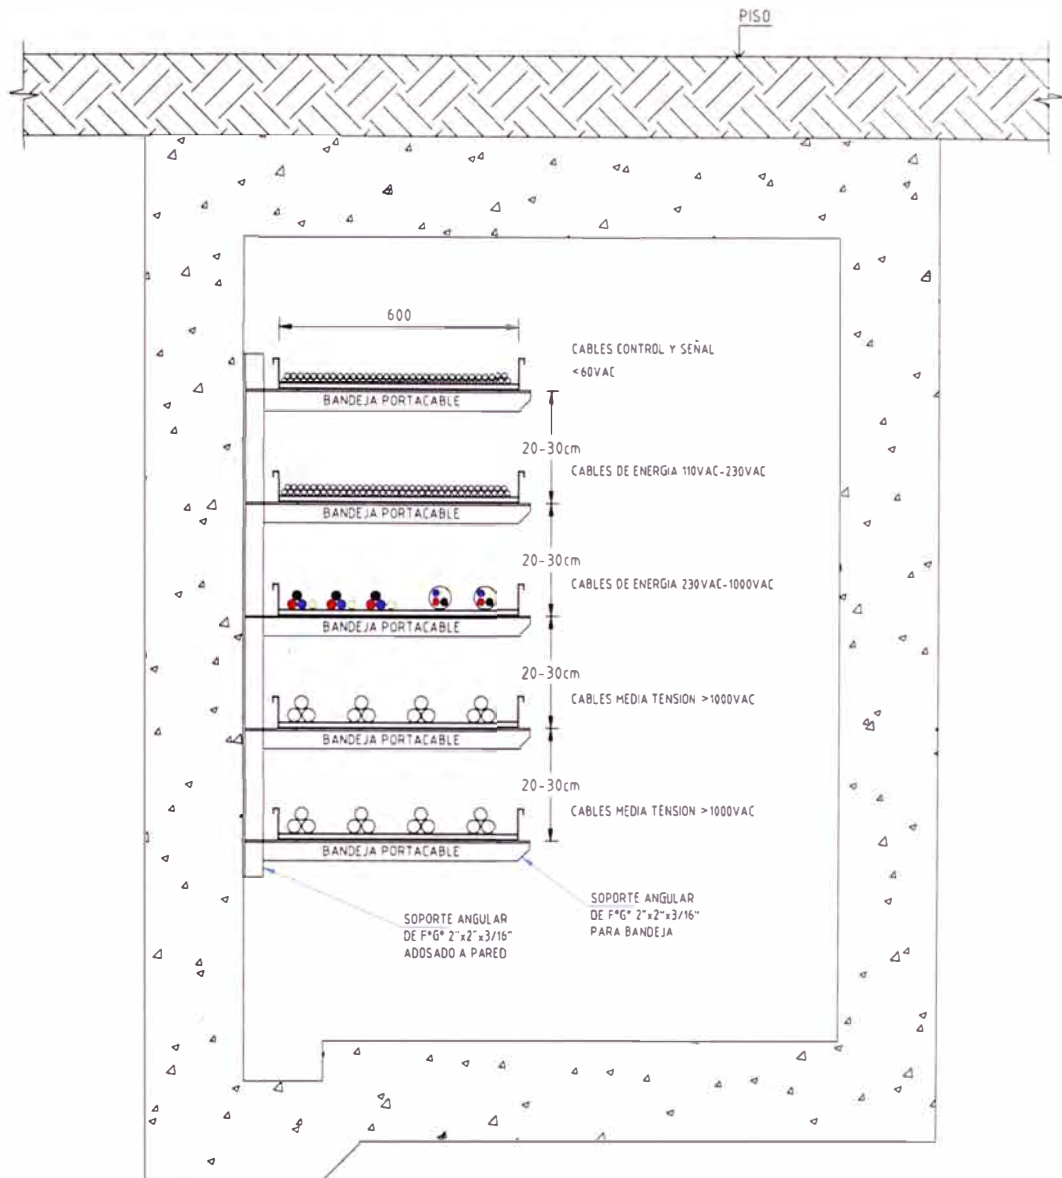 PISO
600
CABLES CONTROL Y SEÑAL
<60VAC
BANDEJA PORTACABLE
20-30cm
CABLES DE ENERGIA 110VAC-230VAC
BANDEJA PORTACABLE
20-30cm
CABLES DE ENERGIA 230VAC-1000VAC
BANDEJA PORTACABLE
20-30cm
CABLES MEDIA TENSION >1000VAC
BANDEJA PORTACABLE
20-30cm
CABLES MEDIA TENSION >1000VAC
BANDEJA PORTACABLE
SOPORTE ANGULAR
DE F°G° 2"x2"x3/16"
ADOSADO A PARED
SOPORTE ANGULAR
DE F°G° 2"x2"x3/16"
PARA BANDEJA